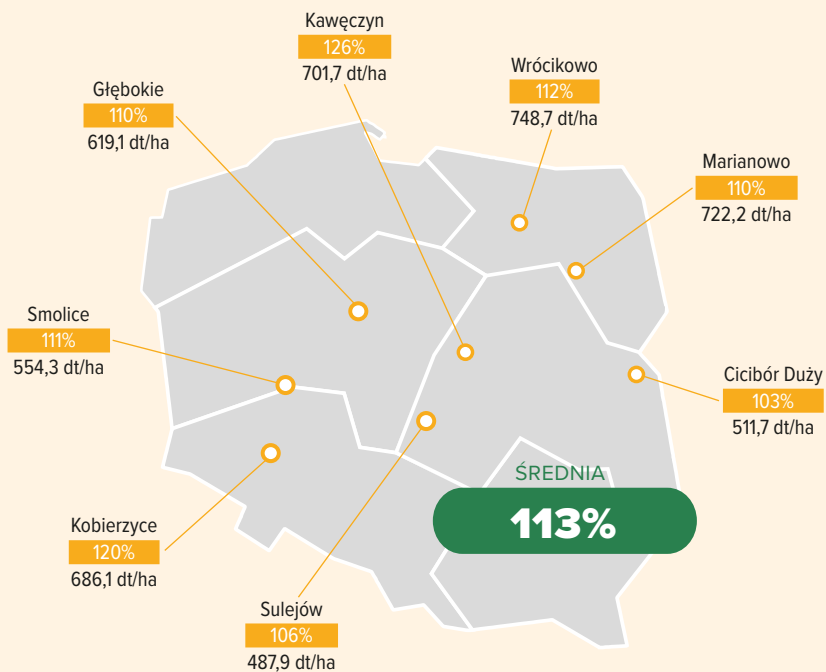 Kawęczyn
126%
701,7 dt/ha
Wrócikowo
112%
748,7 dt/ha
Głębokie
110%
619,1 dt/ha
Marianowo
110%
722,2 dt/ha
Smolice
111%
554,3 dt/ha
Cicibór Duży
103%
511,7 dt/ha
ŚREDNIA
113%
Kobierzyce
120%
686,1 dt/ha
Sulejów
106%
487,9 dt/ha